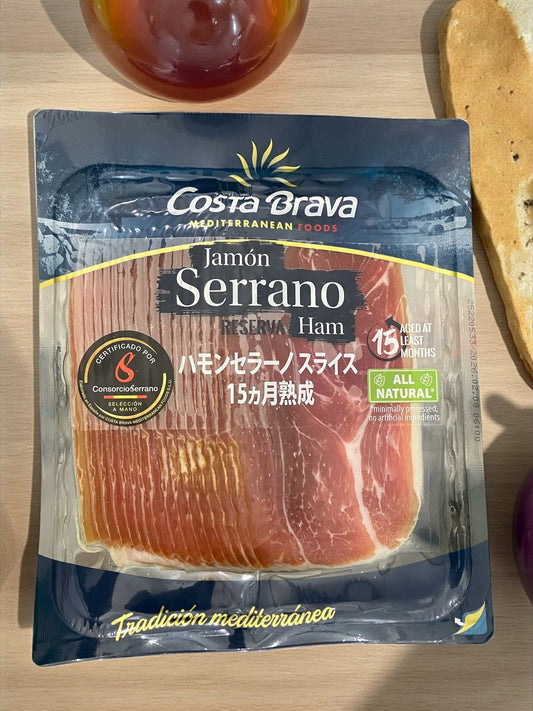 Costa Brava
MEDITERRANEAN FOODS
Jamón
Serrano
RESERVA Ham
ハモンセラーノ スライス
15ヵ月熟成
15 AGED AT
LEAST
MONTHS
ALL
NATURAL*
*minimally processed,
no artificial ingredients
CERTIFICADO POR
ConsorcioSerrano
SELECCIÓN
A MANO
Tradición mediterránea